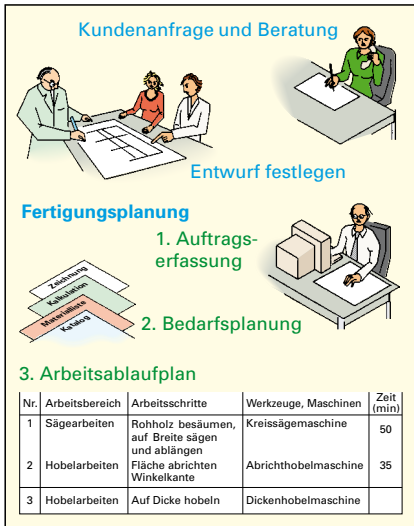 Kundenanfrage und Beratung
Entwurf festlegen
Fertigungsplanung
1. Auftrags-
erfassung
Zeichnung
Kalkulation
Materialliste
Katalog
2. Bedarfsplanung
3. Arbeitsablaufplan
Nr. Arbeitsbereich Arbeitsschritte Werkzeuge, Maschinen Zeit
(min)
1 Sägearbeiten Rohholz besäumen, Kreissägemaschine 50
auf Breite sägen
und ablängen
2 Hobelarbeiten Fläche abrichten Abrichthobelmaschine 35
Winkelkante
3 Hobelarbeiten Auf Dicke hobeln Dickenhobelmaschine